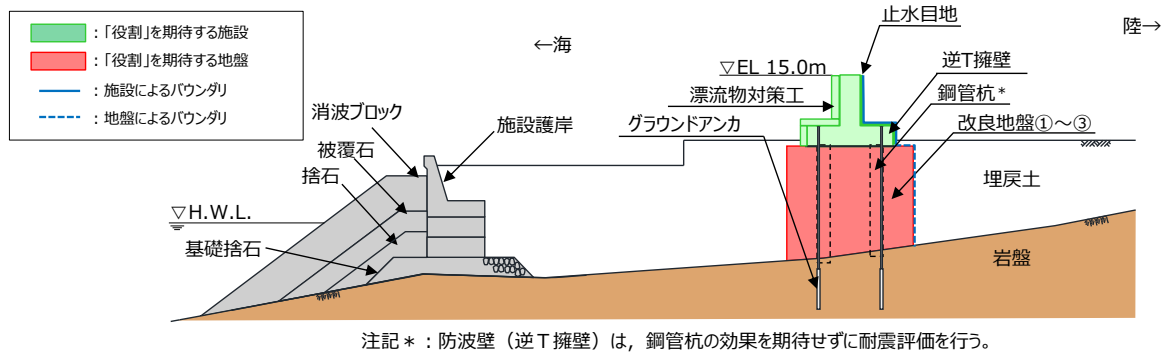 ：「役割」を期待する施設
：「役割」を期待する地盤
：施設によるバウンダリ
：地盤によるバウンダリ
←海
陸→
止水目地
▽EL 15.0m
逆T擁壁
漂流物対策工
鋼管杭*
消波ブロック
施設護岸
グラウンドアンカ
改良地盤①～③
被覆石
捨石
埋戻土
▽H.W.L.
基礎捨石
岩盤
注記＊：防波壁（逆Ｔ擁壁）は，鋼管杭の効果を期待せずに耐震評価を行う。